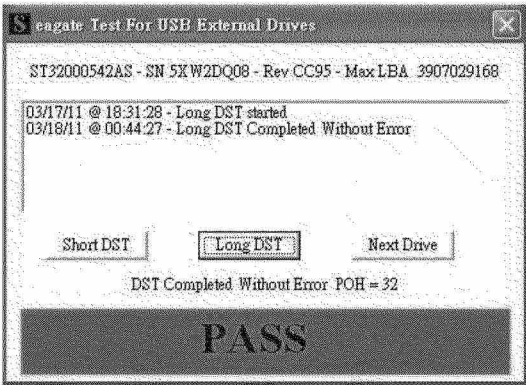 Seagate Test For USB External Drives
ST32000542AS - SN 5XW2DQ08 - Rev CC95 - Max LBA 3907029168
03/17/11 @ 18:31:28 - Long DST started
03/18/11 @ 00:44:27 - Long DST Completed Without Error
Short DST
Long DST
Next Drive
DST Completed Without Error POH = 32
PASS